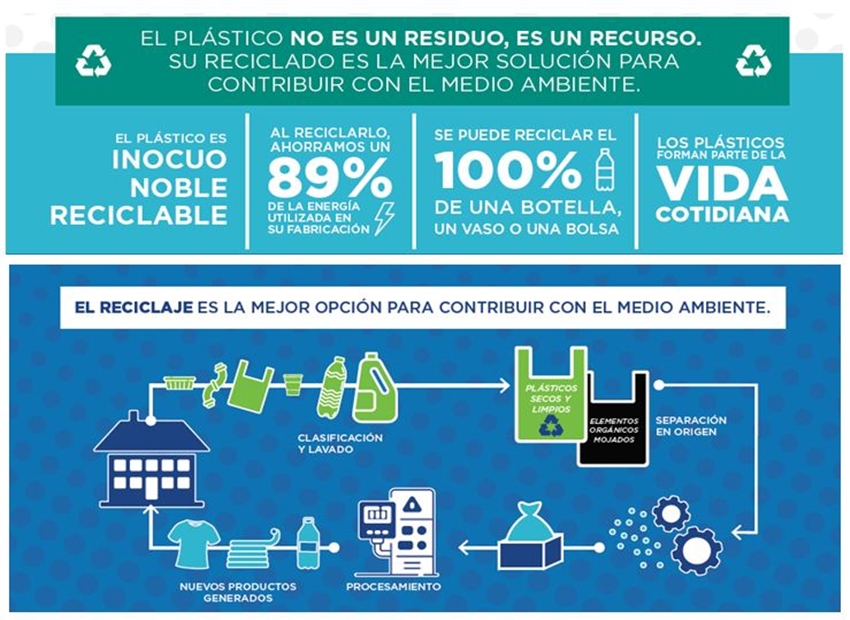 EL PLÁSTICO NO ES UN RESIDUO, ES UN RECURSO.
SU RECICLADO ES LA MEJOR SOLUCIÓN PARA
CONTRIBUIR CON EL MEDIO AMBIENTE.
EL PLÁSTICO ES
INOCUO
NOBLE
RECICLABLE
AL RECICLARLO,
AHORRAMOS UN
89%
DE LA ENERGÍA
UTILIZADA EN
SU FABRICACIÓN
SE PUEDE RECICLAR EL
100%
DE UNA BOTELLA,
UN VASO O UNA BOLSA
LOS PLÁSTICOS
FORMAN PARTE DE LA
VIDA
COTIDIANA
EL RECICLAJE ES LA MEJOR OPCIÓN PARA CONTRIBUIR CON EL MEDIO AMBIENTE.
CLASIFICACIÓN
Y LAVADO
PLÁSTICOS
SECOS Y
LIMPIOS
ELEMENTOS
ORGÁNICOS
MOJADOS
SEPARACIÓN
EN ORIGEN
NUEVOS PRODUCTOS
GENERADOS
PROCESAMIENTO